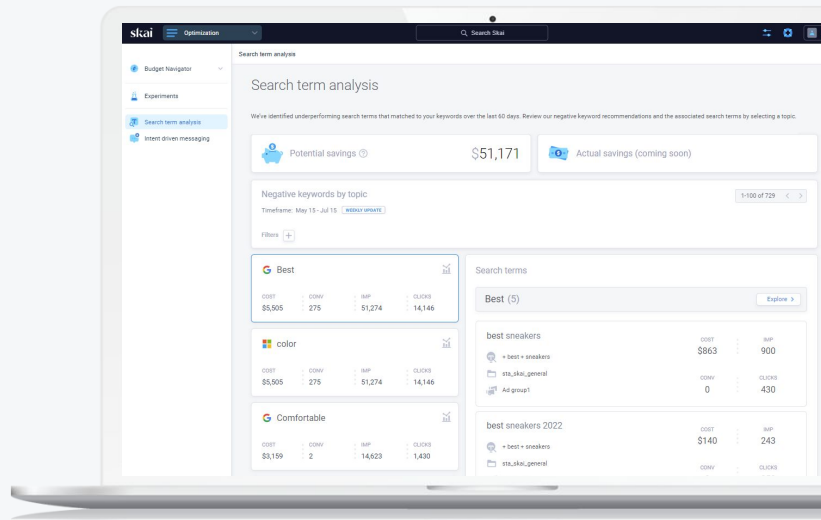 skai Optimization Search Skai
Search term analysis
Budget Navigator
Experiments
Search term analysis
Intent driven messaging
Search term analysis
We've identified underperforming search terms that matched to your keywords over the last 60 days. Review our negative keyword recommendations and the associated search terms by selecting a topic.
Potential savings $51,171
Actual savings (coming soon)
Negative keywords by topic
1-100 of 729
Timeframe: May 15 - Jul 15 WEEKLY UPDATE
Filters
Best
COST CONV IMP CLICKS
$5,505 275 51,274 14,146
color
COST CONV IMP CLICKS
$5,505 275 51,274 14,146
Comfortable
COST CONV IMP CLICKS
$3,159 2 14,623 1,430
Search terms
Best (5) Explore >
best sneakers
COST IMP
$863 900
+ best + sneakers
sta_skai_general
CONV CLICKS
0 430
Ad group1
best sneakers 2022
COST IMP
$140 243
+ best + sneakers
sta_skai_general
CONV CLICKS